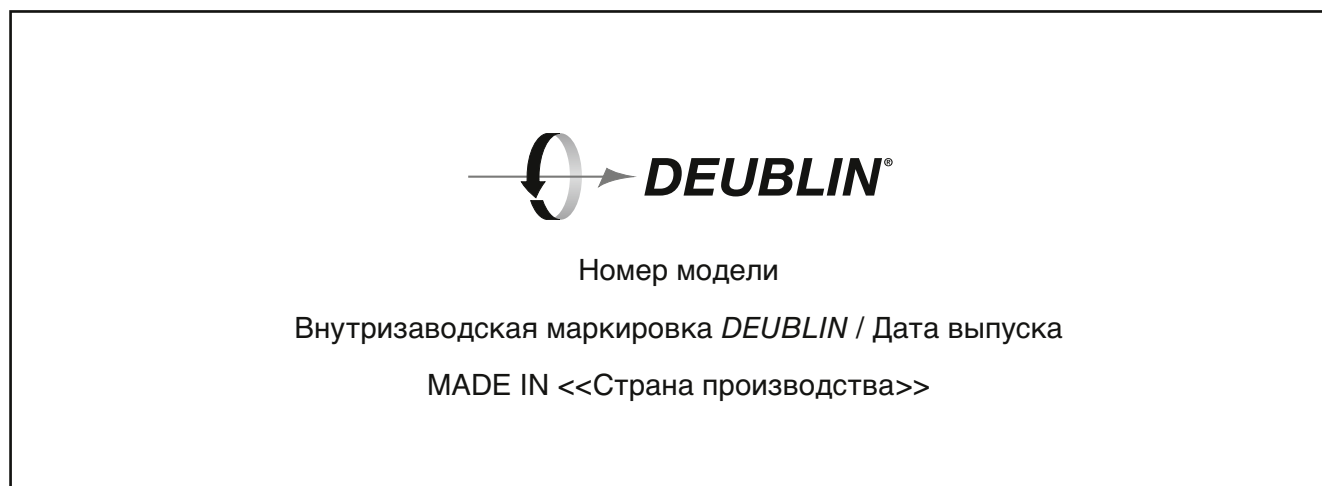 DEUBLIN®
Номер модели
Внутризаводская маркировка DEUBLIN / Дата выпуска
MADE IN <<Страна производства>>